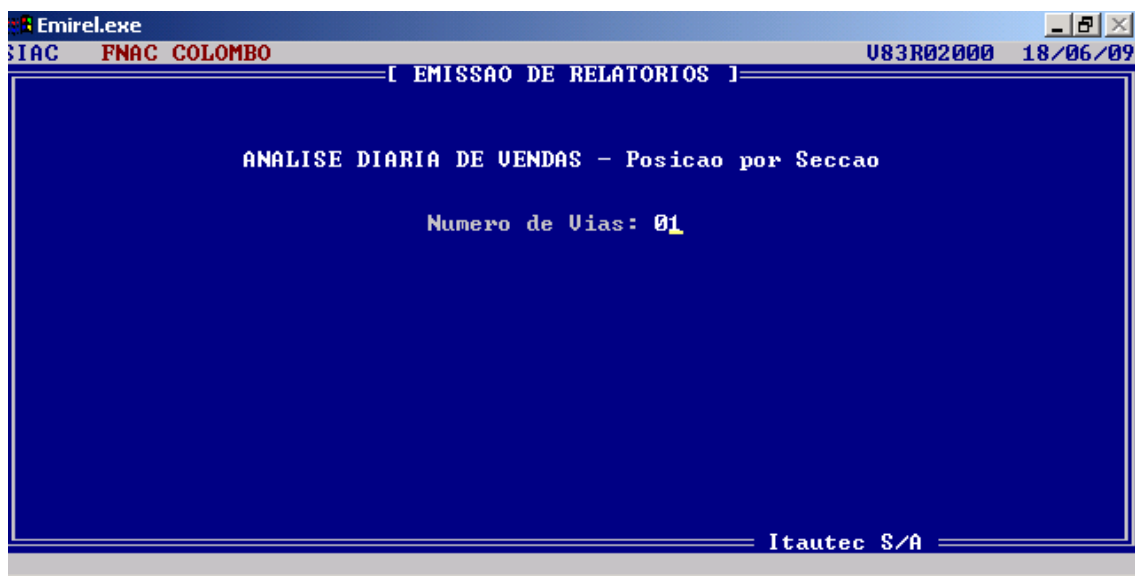 Emirel.exe
SIAC FNAC COLOMBO V83R02000 18/06/09
[ EMISSAO DE RELATORIOS ]
ANALISE DIARIA DE VENDAS - Posicao por Seccao
Numero de Vias: 01
Itautec S/A